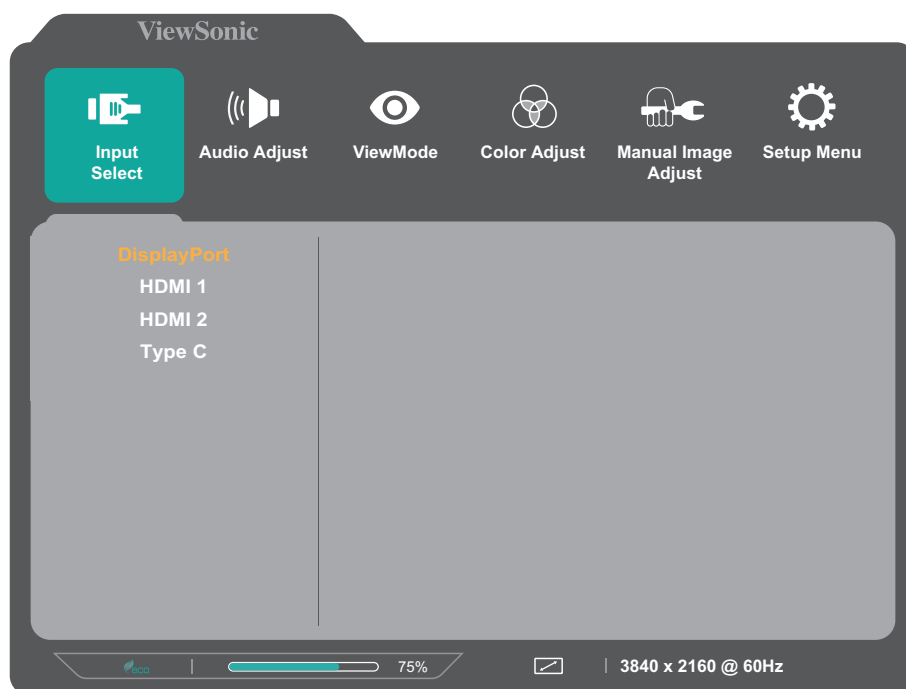 ViewSonic
Input
Select
Audio Adjust
ViewMode
Color Adjust
Manual Image
Adjust
Setup Menu
DisplayPort
HDMI 1
HDMI 2
Type C
eco
75%
3840 x 2160 @ 60Hz